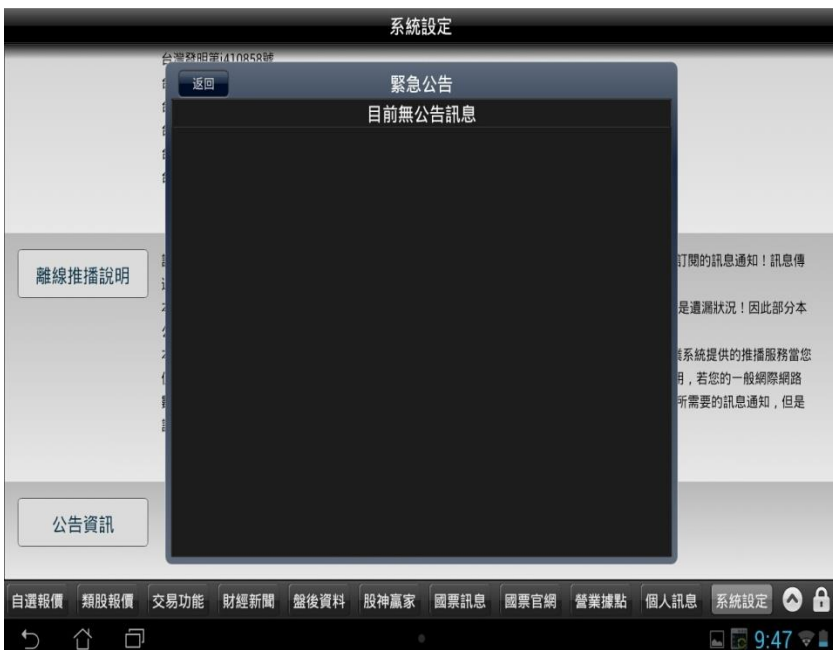 系統設定
台灣發明第i410858號
返回
緊急公告
目前無公告訊息
離線推播說明
訂閱的訊息通知！訊息傳
是遺漏狀況！因此部分本
業系統提供的推播服務當您
用，若您的一般網際網路
所需要的訊息通知，但是
公告資訊
自選報價 類股報價 交易功能 財經新聞 盤後資料 股神贏家 國票訊息 國票官網 營業據點 個人訊息 系統設定
9:47